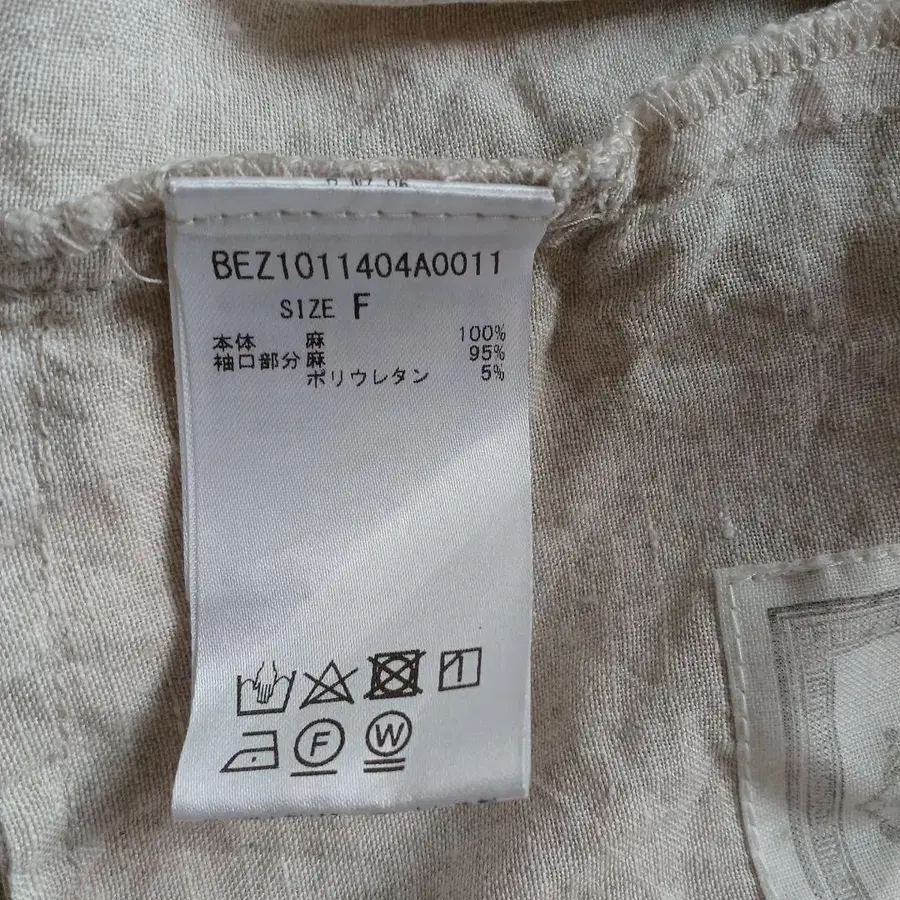 BEZ1011404A0011
SIZE F
本体 麻 100%
袖口部分 麻 95%
ポリウレタン 5%
F
W